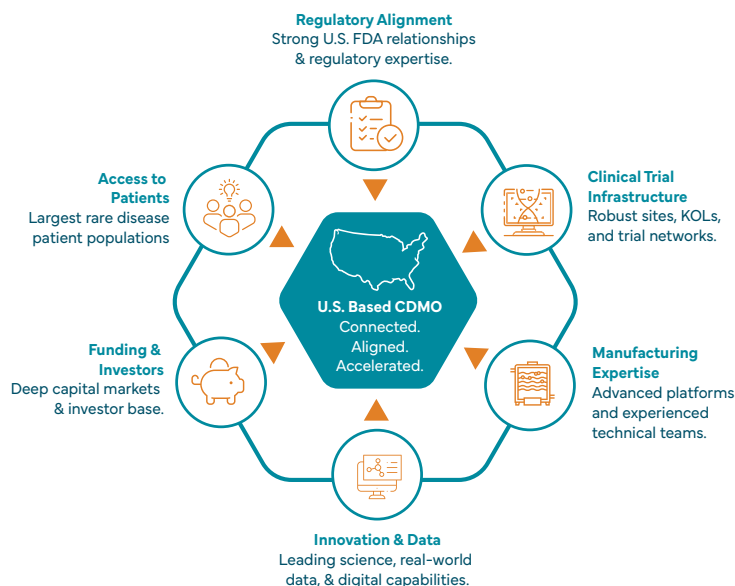 Regulatory Alignment
Strong U.S. FDA relationships
& regulatory expertise.
Access to
Patients
Largest rare disease
patient populations
Clinical Trial
Infrastructure
Robust sites, KOLs,
and trial networks.
U.S. Based CDMO
Connected.
Aligned.
Accelerated.
Funding &
Investors
Deep capital markets
& investor base.
Manufacturing
Expertise
Advanced platforms
and experienced
technical teams.
Innovation & Data
Leading science, real-world
data, & digital capabilities.